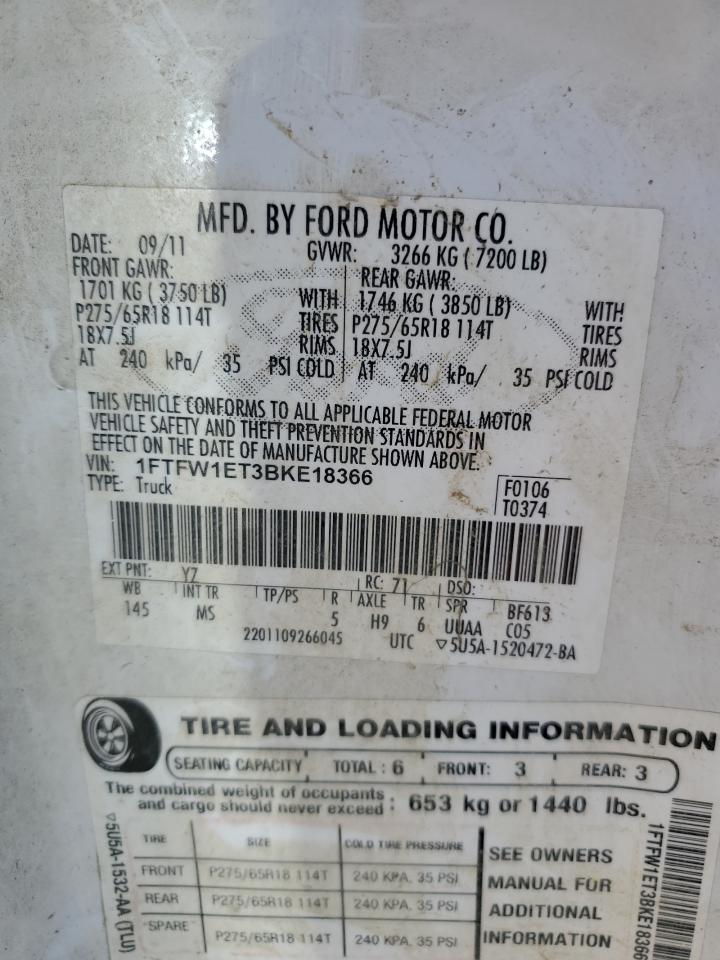 MFD. BY FORD MOTOR CO.
DATE: 09/11 GVWR: 3266 KG ( 7200 LB)
FRONT GAWR: REAR GAWR:
1701 KG ( 3750 LB) WITH 1746 KG ( 3850 LB) WITH
P275/65R18 114T TIRES P275/65R18 114T TIRES
18X7.5J RIMS 18X7.5J RIMS
AT 240 kPa/ 35 PSI COLD AT 240 kPa/ 35 PSI COLD
THIS VEHICLE CONFORMS TO ALL APPLICABLE FEDERAL MOTOR
VEHICLE SAFETY AND THEFT PREVENTION STANDARDS IN
EFFECT ON THE DATE OF MANUFACTURE SHOWN ABOVE.
VIN: 1FTFW1ET3BKE18366
TYPE: Truck
F0106
T0374
EXT PNT: YZ RC: 71 DSO:
WB INT TR TP/PS R AXLE TR SPR BF613
145 MS 5 H9 6 UUAA C05
2201109266045 UTC ▽5U5A-1520472-BA
TIRE AND LOADING INFORMATION
SEATING CAPACITY TOTAL : 6 FRONT: 3 REAR: 3
The combined weight of occupants
and cargo should never exceed : 653 kg or 1440 lbs.
TIRE SIZE COLD TIRE PRESSURE
FRONT P275/65R18 114T 240 KPA. 35 PSI
REAR P275/65R18 114T 240 KPA. 35 PSI
SPARE P275/65R18 114T 240 KPA. 35 PSI
SEE OWNERS
MANUAL FOR
ADDITIONAL
INFORMATION
▽5U5A-1532-AA (TLU)
1FTFW1ET3BKE18366